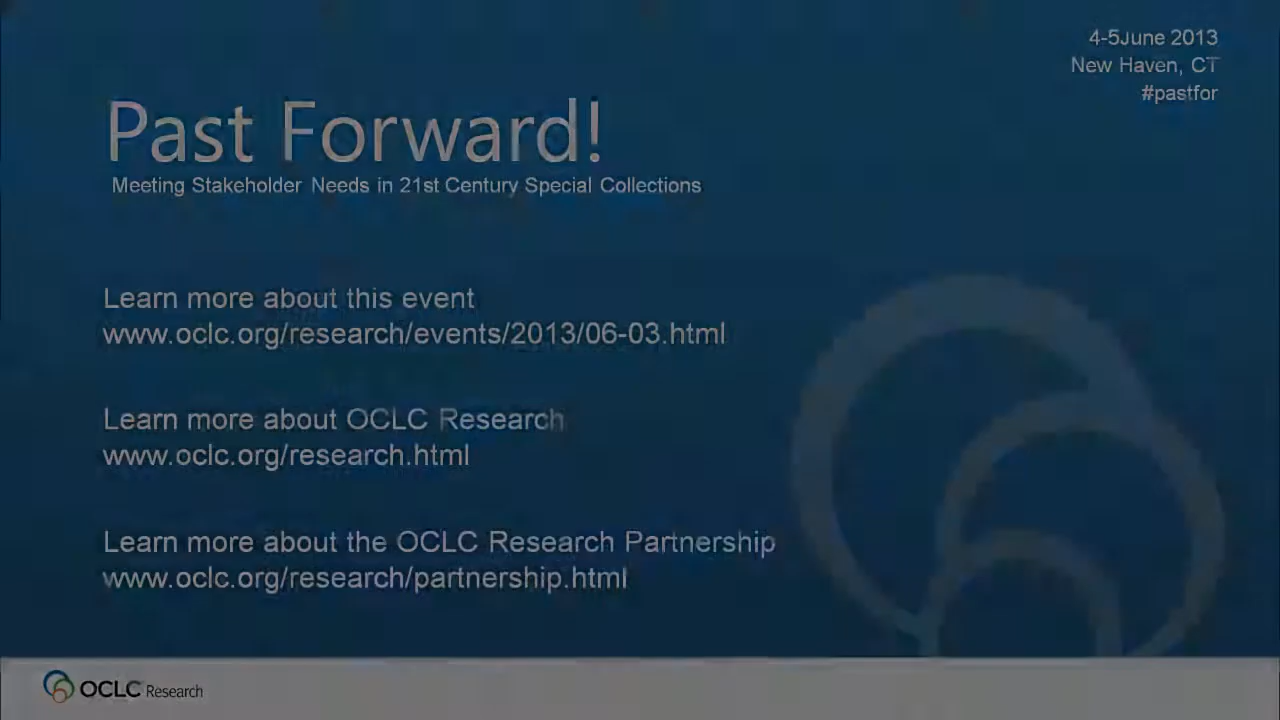 4-5June 2013
New Haven, CT
#pastfor
Past Forward!
Meeting Stakeholder Needs in 21st Century Special Collections
Learn more about this event
www.oclc.org/research/events/2013/06-03.html
Learn more about OCLC Research
www.oclc.org/research.html
Learn more about the OCLC Research Partnership
www.oclc.org/research/partnership.html
OCLC Research